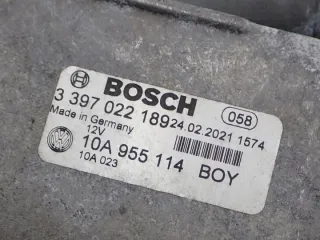 BOSCH 058
3 397 022 189 24.02.2021 1574
Made in Germany
12V
10A 955 114 BOY
10A 023